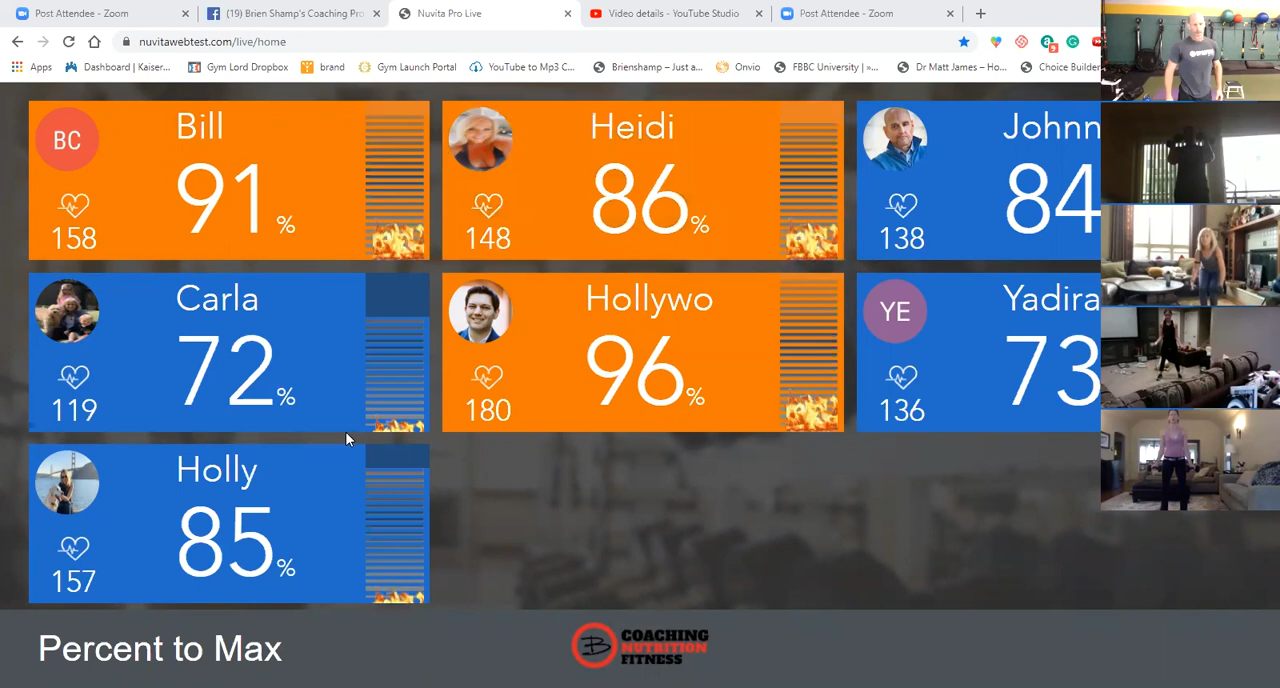 Post Attendee - Zoom
(19) Brien Shamp's Coaching Pro
Nuvita Pro Live
Video details - YouTube Studio
Post Attendee - Zoom
nuvitawebtest.com/live/home
Apps
Dashboard | Kaiser...
Gym Lord Dropbox
brand
Gym Launch Portal
YouTube to Mp3 C...
Brienshamp – Just a...
Onvio
FBBC University | »...
Dr Matt James – Ho...
Choice Builder
BC
Bill
91 %
158
Heidi
86 %
148
Johnn
84
138
Carla
72 %
119
Hollywo
96 %
180
YE
Yadira
73
136
Holly
85 %
157
Percent to Max
B
COACHING
NUTRITION
FITNESS